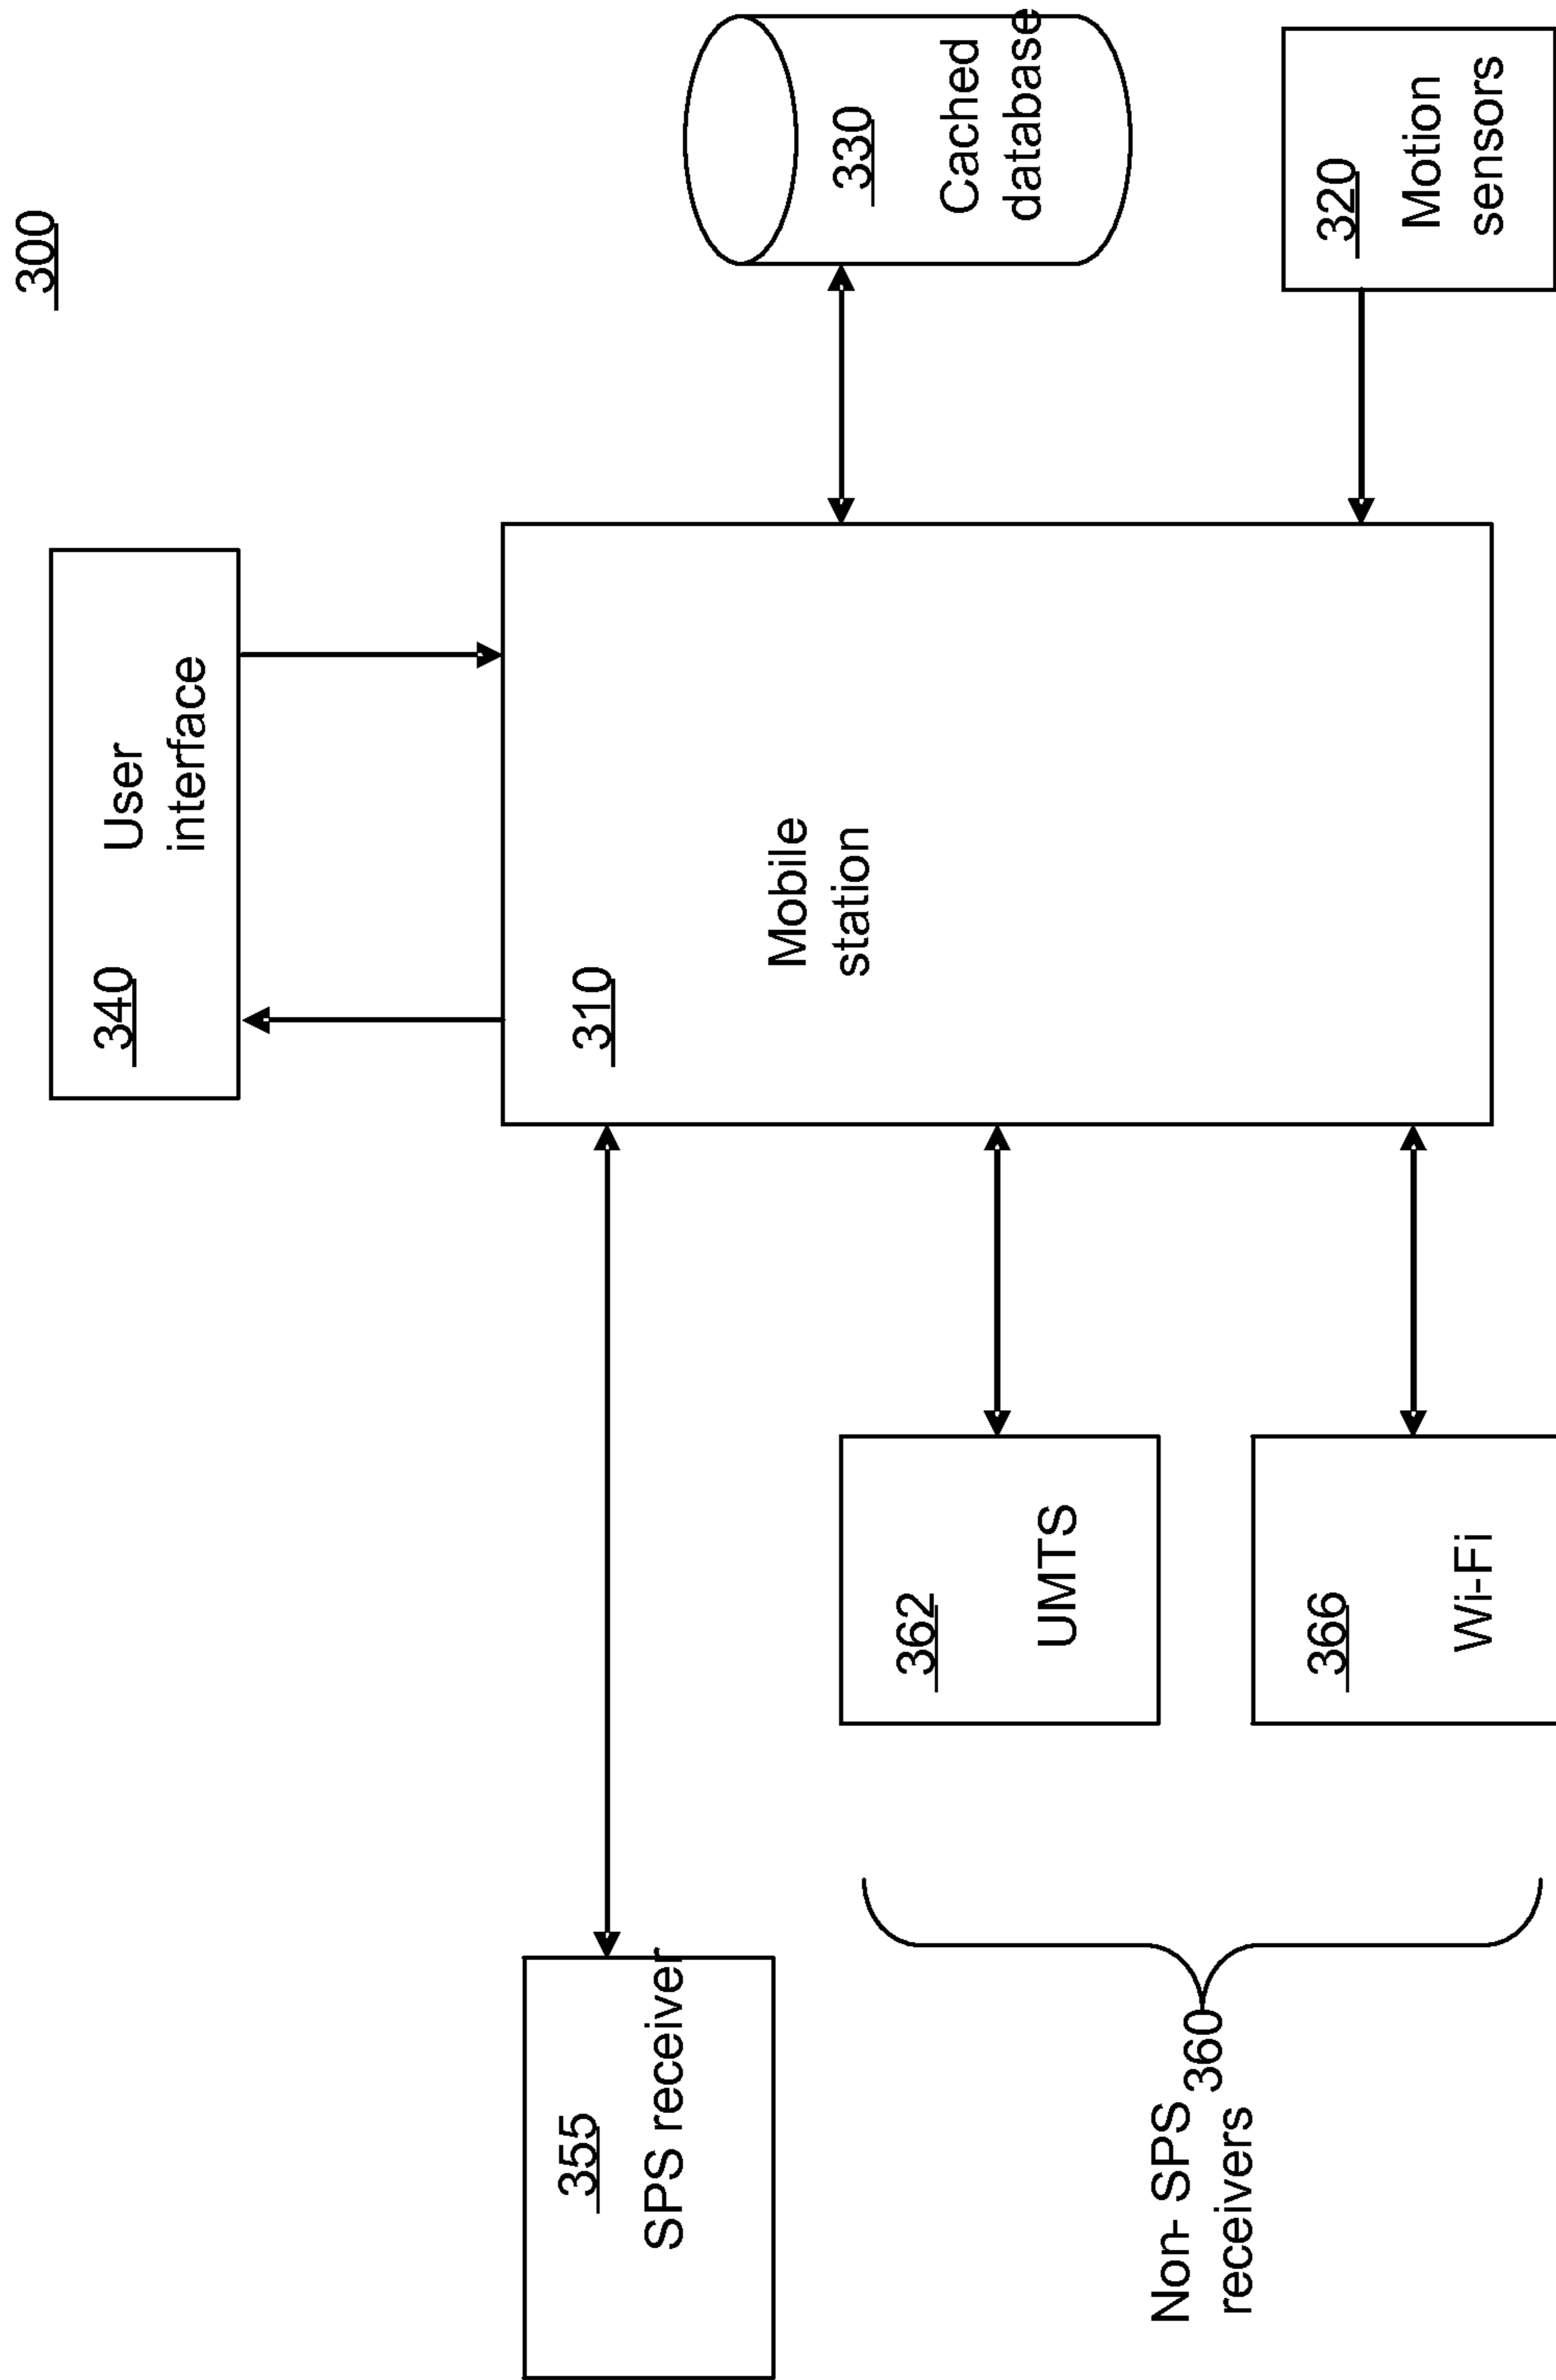 300
340
User
interface
355
SPS receiver
310
Mobile
station
330
Cached
database
362
UMTS
Non- SPS 360
receivers
366
Wi-Fi
320
Motion
sensors